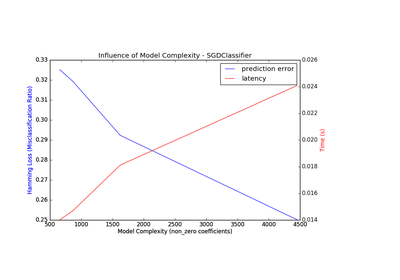 Influence of Model Complexity - SGDClassifier
0.33
0.32
0.31
0.30
0.29
0.28
0.27
0.26
0.25
Hamming Loss (Misclassification Ratio)
prediction error
latency
0.026
0.024
0.022
0.020
0.018
0.016
0.014
Time (s)
500 1000 1500 2000 2500 3000 3500 4000 4500
Model Complexity (non_zero coefficients)